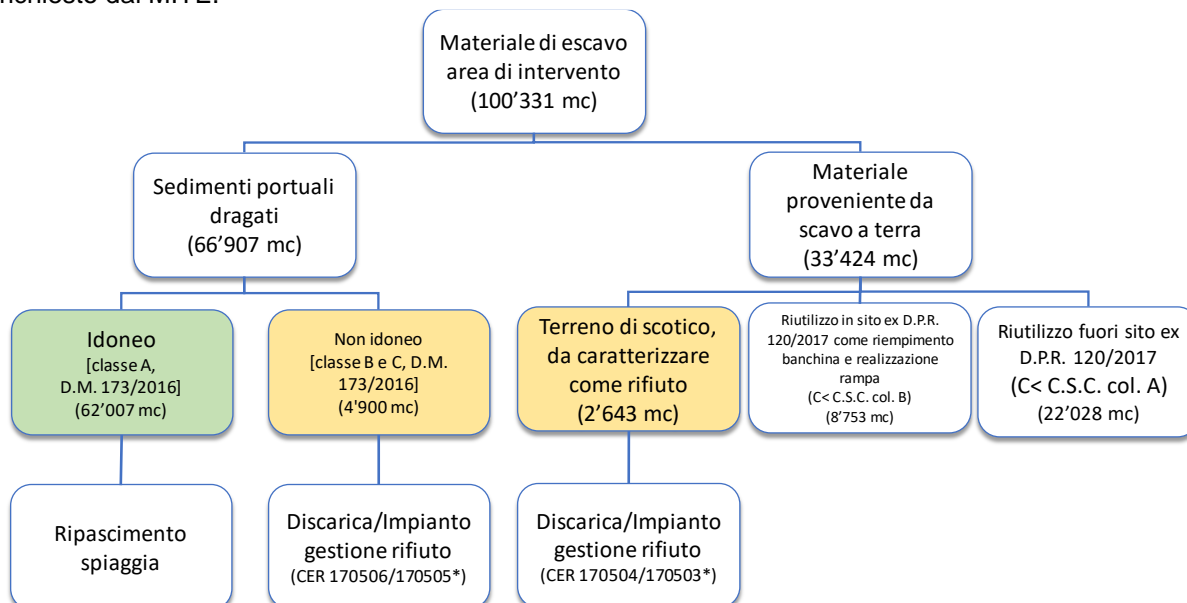 Materiale di escavo
area di intervento
(100’331 mc)
Sedimenti portuali
dragati
(66’907 mc)
Materiale
proveniente da
scavo a terra
(33’424 mc)
Idoneo
[classe A,
D.M. 173/2016]
(62’007 mc)
Non idoneo
[classe B e C, D.M.
173/2016]
(4'900 mc)
Terreno di scotico,
da caratterizzare
come rifiuto
(2’643 mc)
Riutilizzo in sito ex D.P.R.
120/2017 come riempimento
banchina e realizzazione
rampa
(C< C.S.C. col. B)
(8’753 mc)
Riutilizzo fuori sito ex
D.P.R. 120/2017
(C< C.S.C. col. A)
(22’028 mc)
Ripascimento
spiaggia
Discarica/Impianto
gestione rifiuto
(CER 170506/170505*)
Discarica/Impianto
gestione rifiuto
(CER 170504/170503*)